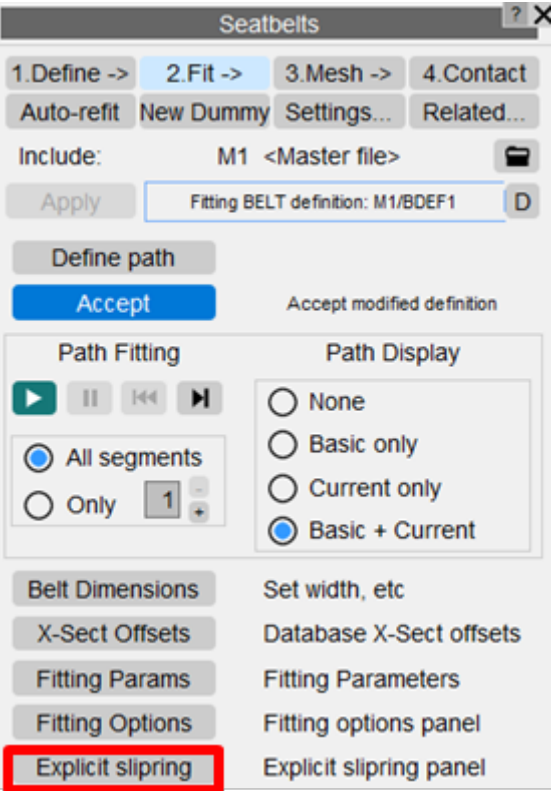 Seatbelts ?
1.Define -> 2.Fit -> 3.Mesh -> 4.Contact
Auto-refit New Dummy Settings... Related...
Include: M1 <Master file>
Apply Fitting BELT definition: M1/BDEF1 D
Define path
Accept Accept modified definition
Path Fitting Path Display
None
All segments Basic only
Only 1 - + Current only
Basic + Current
Belt Dimensions Set width, etc
X-Sect Offsets Database X-Sect offsets
Fitting Params Fitting Parameters
Fitting Options Fitting options panel
Explicit slipring Explicit slipring panel